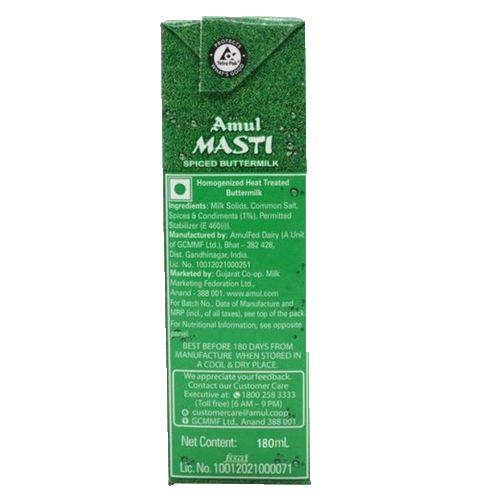 PROTECTS
Tetra Pak
WHAT'S GOOD
Amul
MASTI
SPICED BUTTERMILK
Homogenized Heat Treated
Buttermilk
Ingredients: Milk Solids, Common Salt,
Spices & Condiments (1%), Permitted
Stabilizer (E 460(i)).
Manufactured by: AmulFed Dairy (A Unit
of GCMMF Ltd.), Bhat – 382 428,
Dist. Gandhinagar, India.
Lic. No. 10012021000251
Marketed by: Gujarat Co-op. Milk
Marketing Federation Ltd.,
Anand - 388 001. www.amul.com
For Batch No., Date of Manufacture and
MRP (incl., of all taxes), see top of the pack
For Nutritional Information, see opposite
panel.
BEST BEFORE 180 DAYS FROM
MANUFACTURE WHEN STORED IN
A COOL & DRY PLACE.
We appreciate your feedback.
Contact our Customer Care
Executive at: 1800 258 3333
(Toll free) (6 AM – 9 PM)
customercare@amul.coop
GCMMF Ltd., Anand 388 001
Net Content: 180mL
fssai
Lic. No. 10012021000071